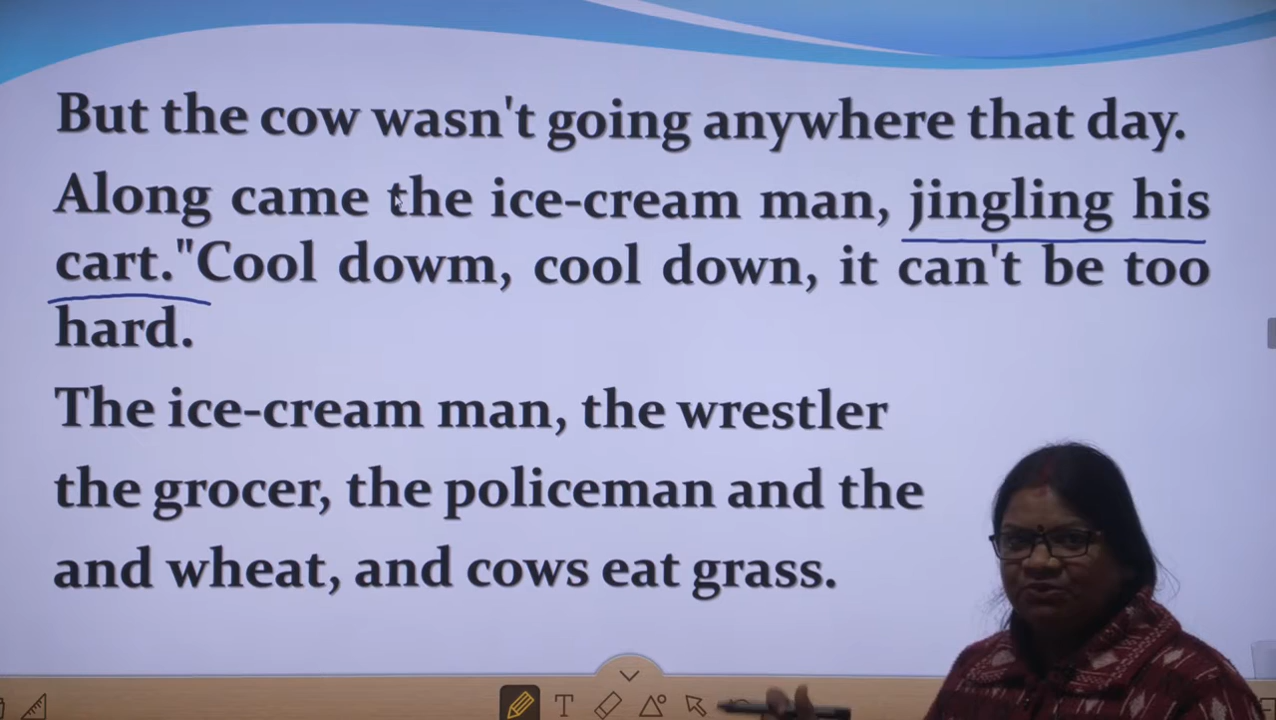 But the cow wasn't going anywhere that day.
Along came the ice-cream man, jingling his
cart."Cool dowm, cool down, it can't be too
hard.
The ice-cream man, the wrestler
the grocer, the policeman and the
and wheat, and cows eat grass.
T